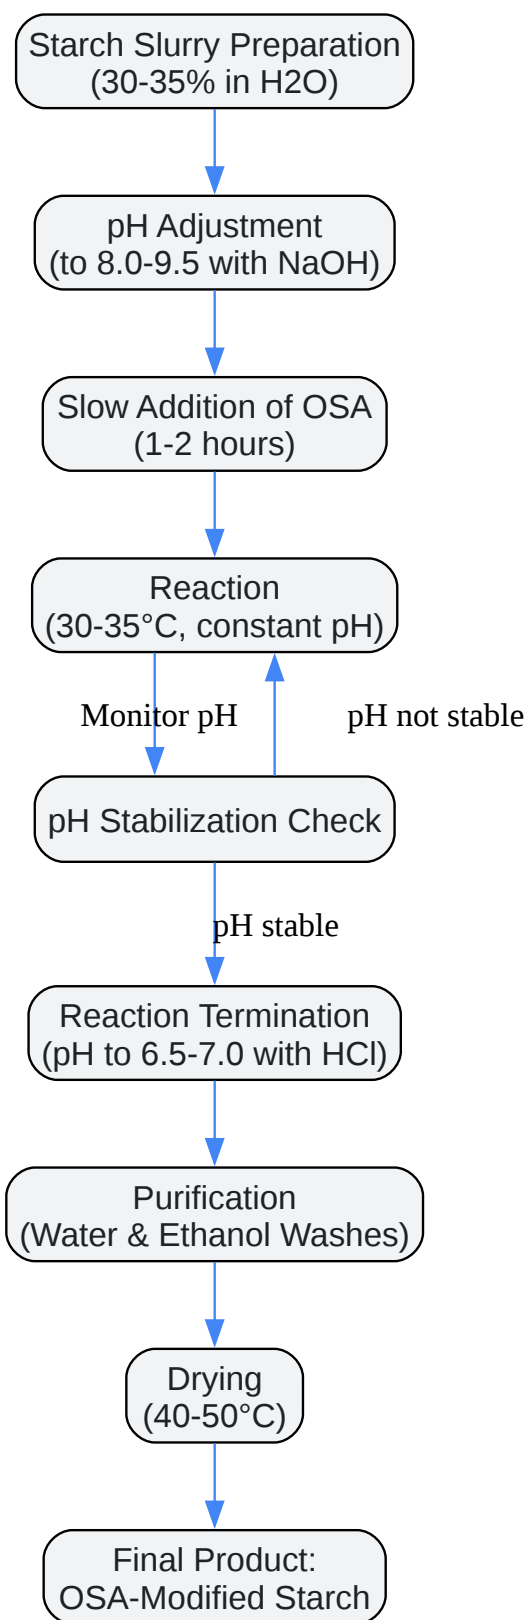 Starch Slurry Preparation
(30-35% in H2O)
pH Adjustment
(to 8.0-9.5 with NaOH)
Slow Addition of OSA
(1-2 hours)
Reaction
(30-35°C, constant pH)
Monitor pH
pH not stable
pH Stabilization Check
pH stable
Reaction Termination
(pH to 6.5-7.0 with HCl)
Purification
(Water & Ethanol Washes)
Drying
(40-50°C)
Final Product:
OSA-Modified Starch